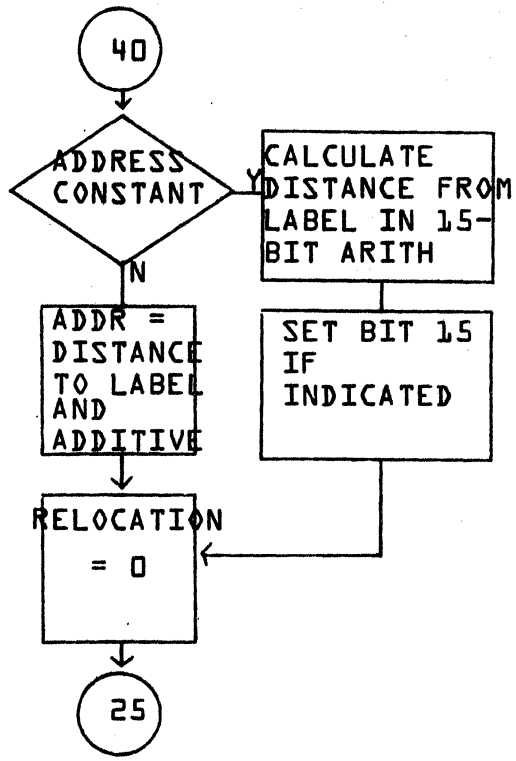 40
ADDRESS
CONSTANT
Y
N
CALCULATE
DISTANCE FROM
LABEL IN 15-
BIT ARITH
SET BIT 15
IF
INDICATED
ADDR =
DISTANCE
TO LABEL
AND
ADDITIVE
RELOCATION
= 0
25